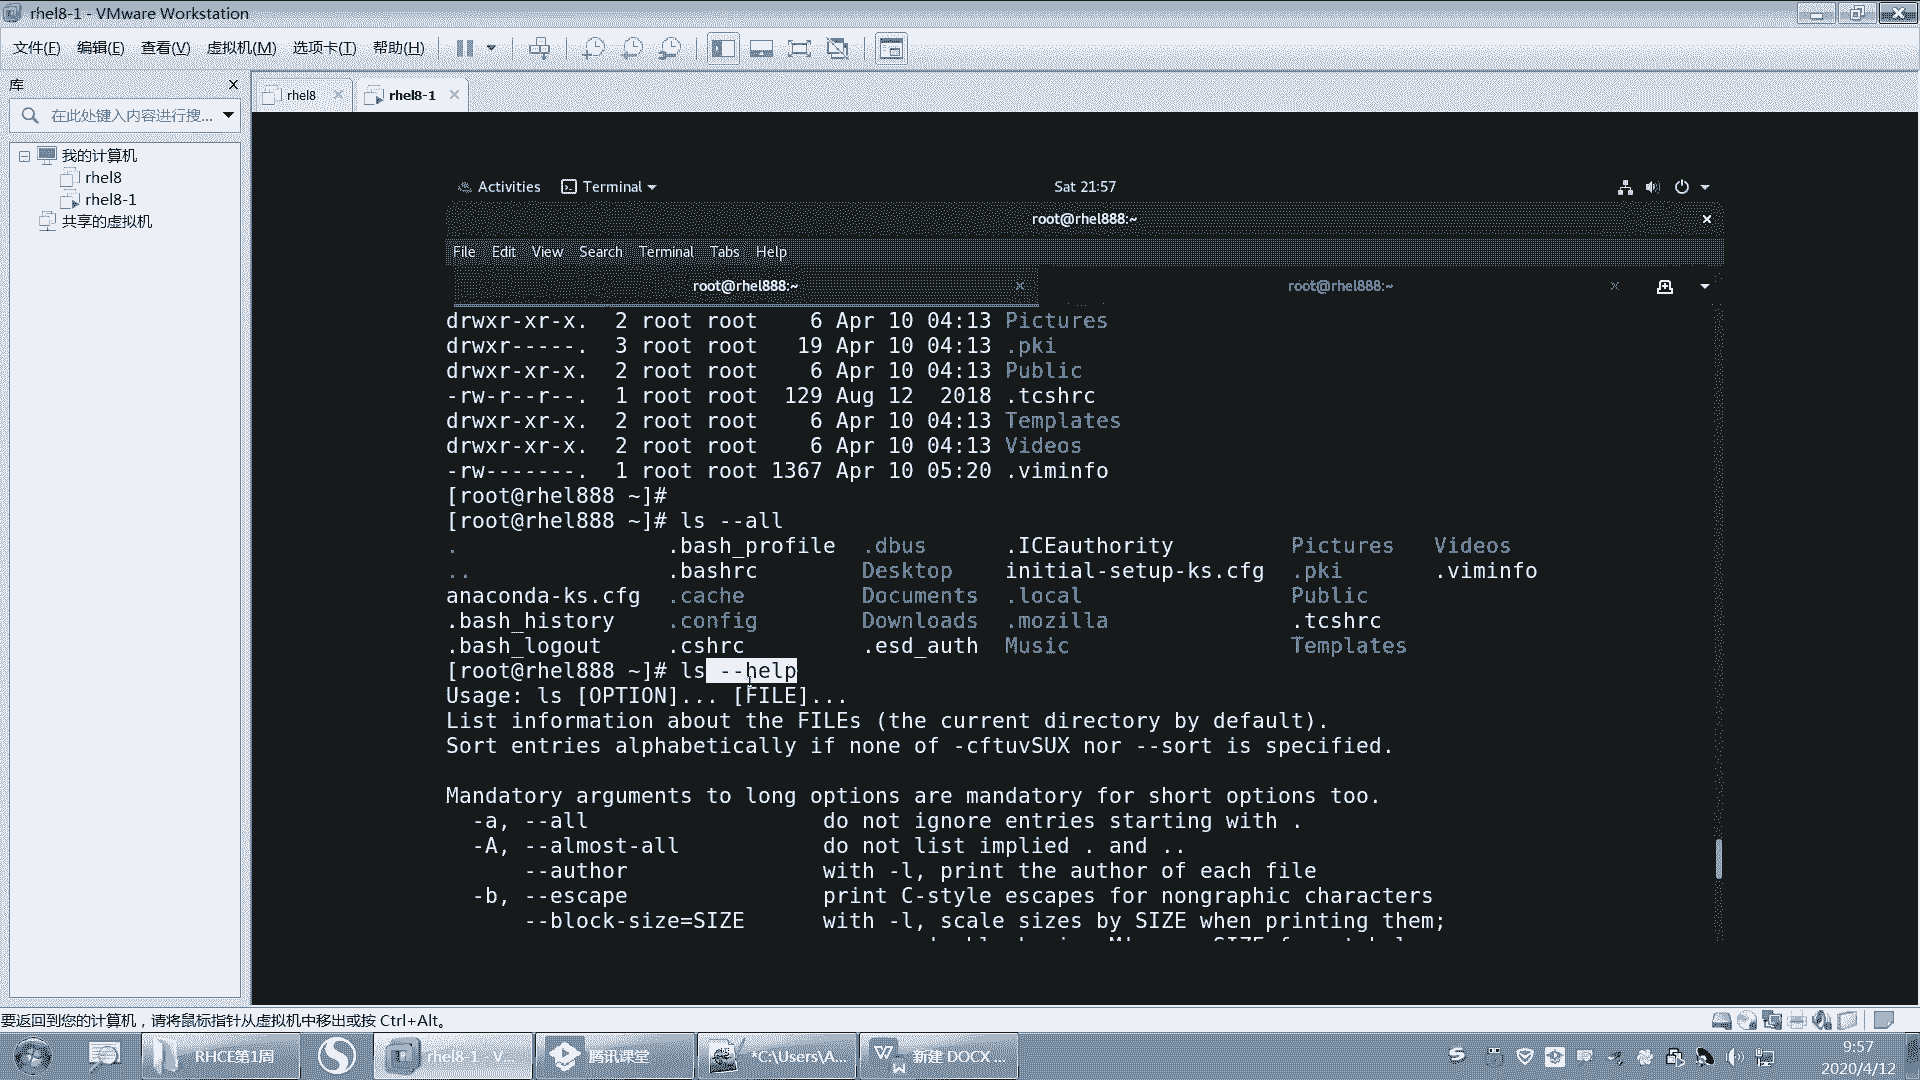 rhel8-1 - VMware Workstation
文件(F) 编辑(E) 查看(V) 虚拟机(M) 选项卡(T) 帮助(H)
库
在此处键入内容进行搜...
我的计算机
rhel8
rhel8-1
共享的虚拟机
rhel8
rhel8-1
Activities Terminal Sat 21:57
root@rhel888:~
File Edit View Search Terminal Tabs Help
root@rhel888:~ root@rhel888:~
drwxr-xr-x. 2 root root 6 Apr 10 04:13 Pictures
drwxr-----. 3 root root 19 Apr 10 04:13 .pki
drwxr-xr-x. 2 root root 6 Apr 10 04:13 Public
-rw-r--r--. 1 root root 129 Aug 12 2018 .tcshrc
drwxr-xr-x. 2 root root 6 Apr 10 04:13 Templates
drwxr-xr-x. 2 root root 6 Apr 10 04:13 Videos
-rw-------. 1 root root 1367 Apr 10 05:20 .viminfo
[root@rhel888 ~]#
[root@rhel888 ~]# ls --all
. .bash_profile .dbus .ICEauthority Pictures Videos
.. .bashrc Desktop initial-setup-ks.cfg .pki .viminfo
anaconda-ks.cfg .cache Documents .local Public
.bash_history .config Downloads .mozilla .tcshrc
.bash_logout .cshrc .esd_auth Music Templates
[root@rhel888 ~]# ls --help
Usage: ls [OPTION]... [FILE]...
List information about the FILEs (the current directory by default).
Sort entries alphabetically if none of -cftuvSUX nor --sort is specified.
Mandatory arguments to long options are mandatory for short options too.
-a, --all do not ignore entries starting with .
-A, --almost-all do not list implied . and ..
--author with -l, print the author of each file
-b, --escape print C-style escapes for nongraphic characters
--block-size=SIZE with -l, scale sizes by SIZE when printing them;
要返回到您的计算机，请将鼠标指针从虚拟机中移出或按 Ctrl+Alt。
RHCE第1周 rhel8-1 - V... 腾讯课堂 *C:\Users\A... 新建 DOCX ...
9:57
2020/4/12